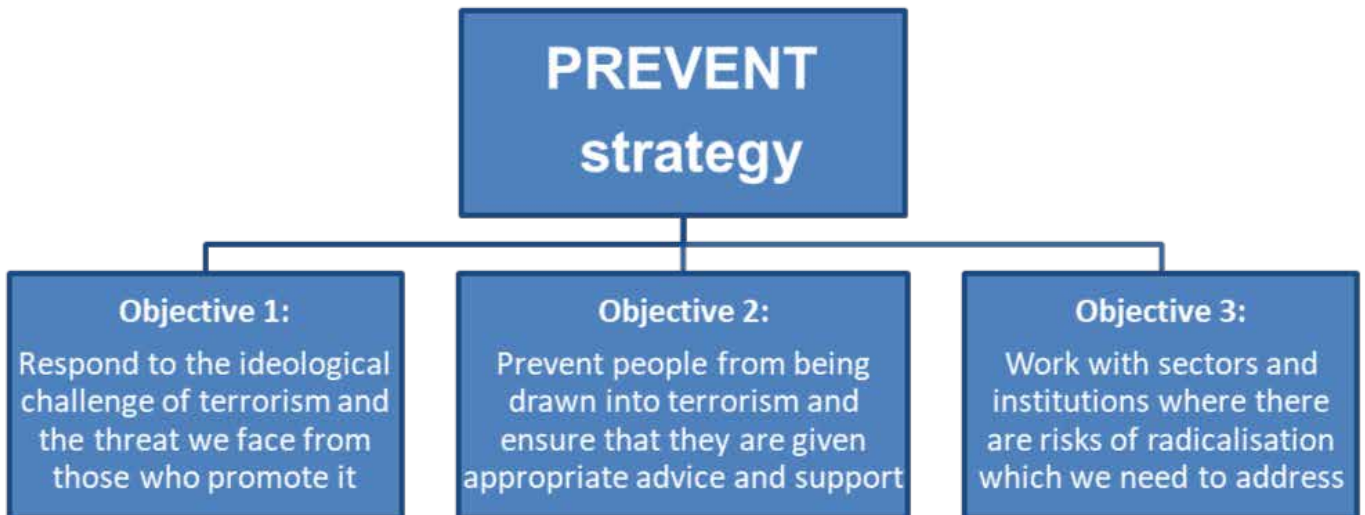 PREVENT
strategy
Objective 1:
Respond to the ideological
challenge of terrorism and
the threat we face from
those who promote it
Objective 2:
Prevent people from being
drawn into terrorism and
ensure that they are given
appropriate advice and support
Objective 3:
Work with sectors and
institutions where there
are risks of radicalisation
which we need to address